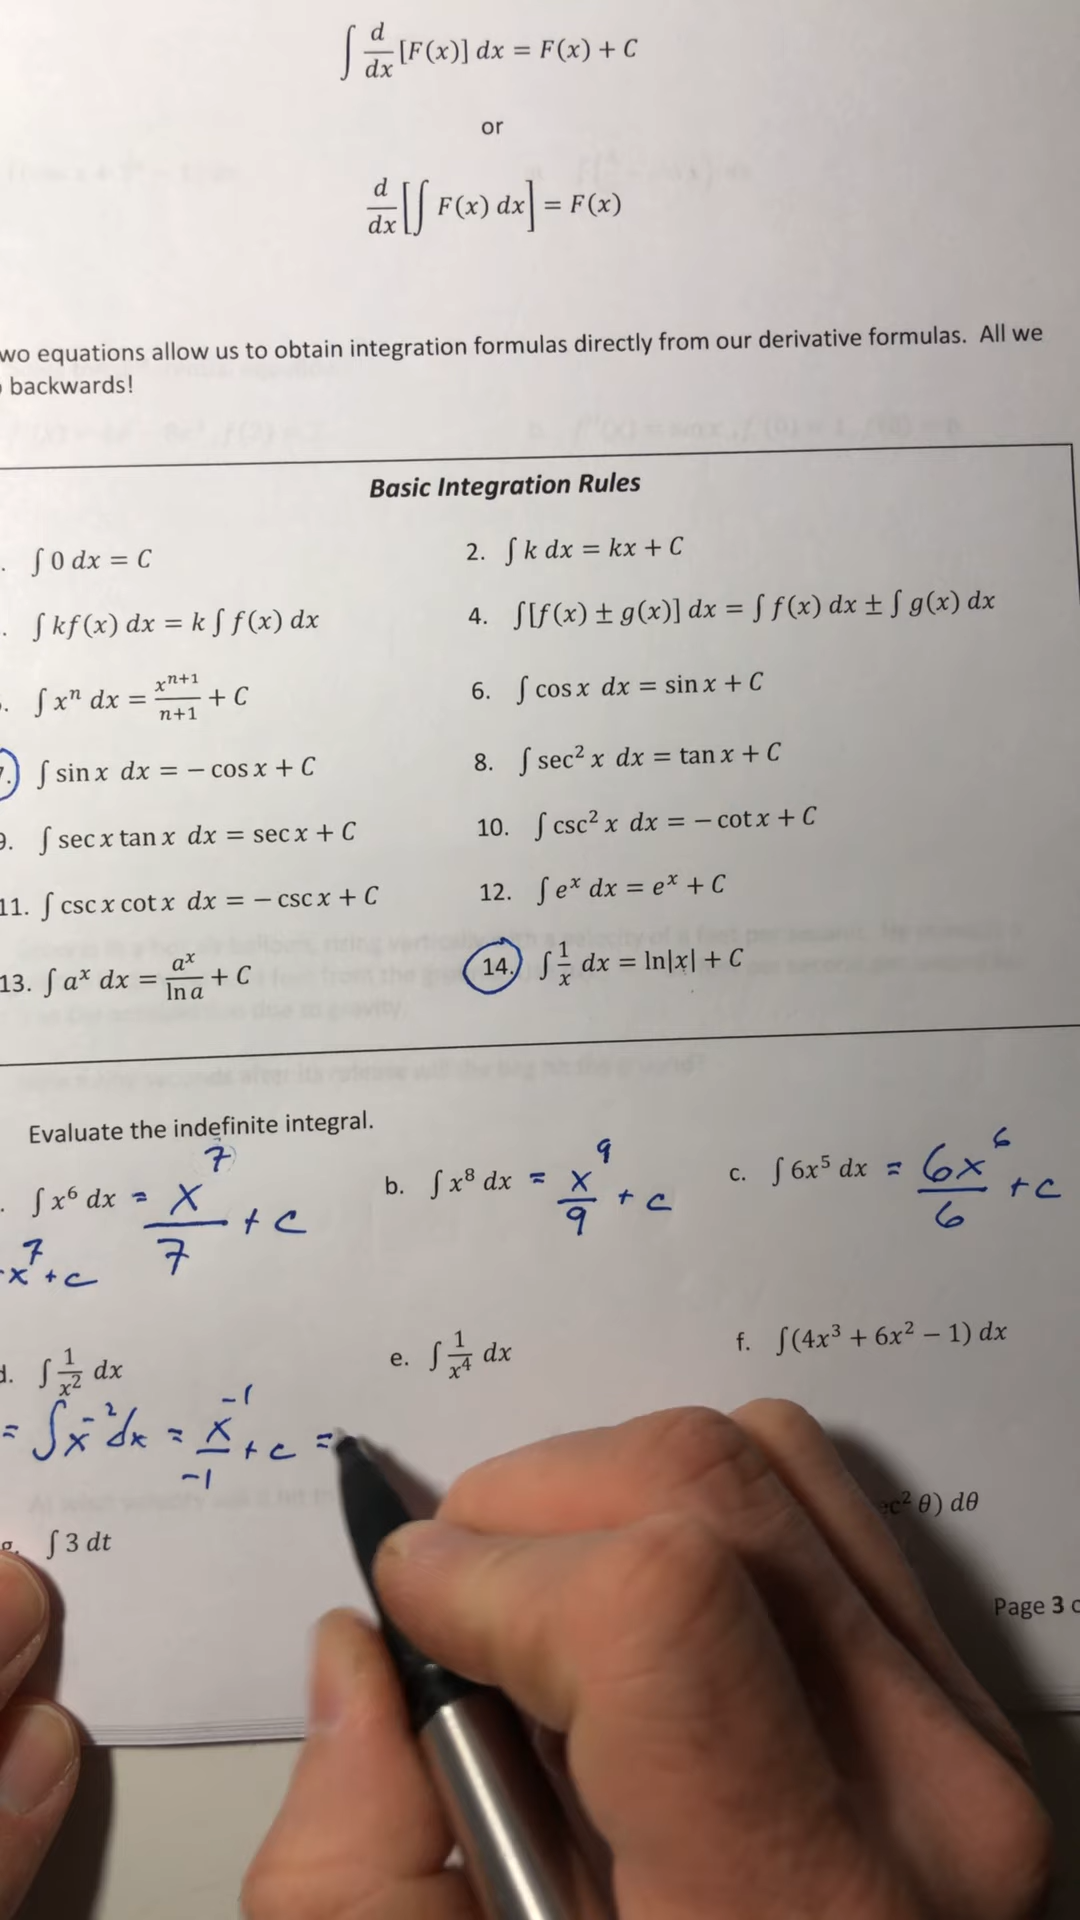 ∫ d/dx [F(x)] dx = F(x) + C
or
d/dx [∫ F(x) dx] = F(x)
wo equations allow us to obtain integration formulas directly from our derivative formulas. All we
backwards!
Basic Integration Rules
. ∫ 0 dx = C
2. ∫ k dx = kx + C
. ∫ kf(x) dx = k ∫ f(x) dx
4. ∫[f(x) ± g(x)] dx = ∫ f(x) dx ± ∫ g(x) dx
. ∫ xⁿ dx = xⁿ⁺¹/n+1 + C
6. ∫ cos x dx = sin x + C
7. ∫ sin x dx = − cos x + C
8. ∫ sec² x dx = tan x + C
9. ∫ sec x tan x dx = sec x + C
10. ∫ csc² x dx = − cot x + C
11. ∫ csc x cot x dx = − csc x + C
12. ∫ eˣ dx = eˣ + C
13. ∫ aˣ dx = aˣ/ln a + C
14. ∫ 1/x dx = ln|x| + C
Evaluate the indefinite integral.
. ∫ x⁶ dx = x⁷/7 + c
x⁷ + c
b. ∫ x⁸ dx = x⁹/9 + c
c. ∫ 6x⁵ dx = 6x⁶/6 + c
d. ∫ 1/x² dx
= ∫ x⁻² dx = x⁻¹/−1 + c =
e. ∫ 1/x⁴ dx
f. ∫(4x³ + 6x² − 1) dx
g. ∫ 3 dt
c² θ) dθ
Page 3